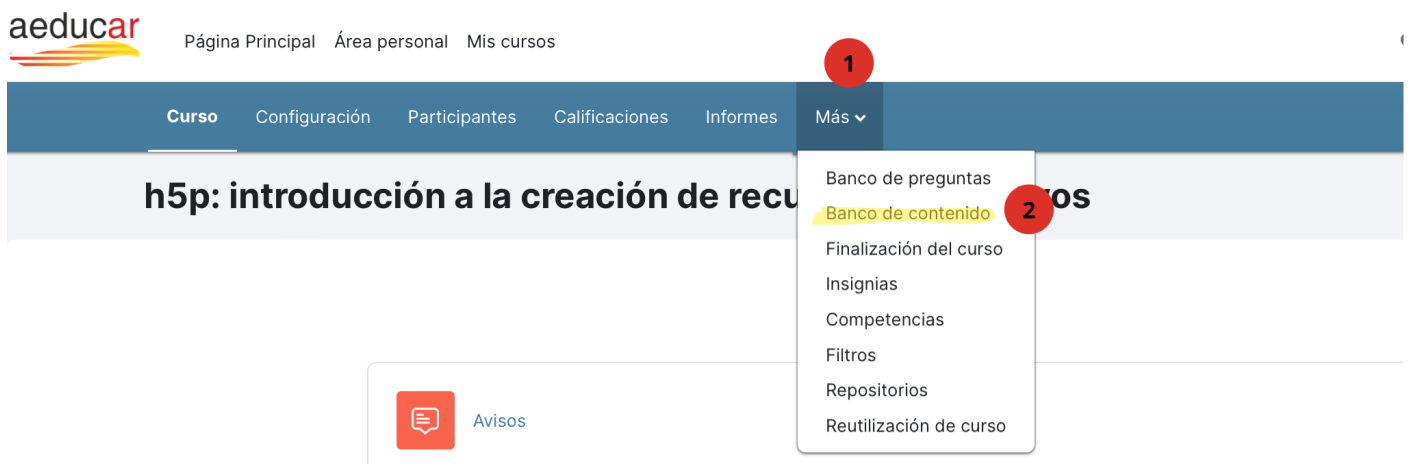 aeducar
Página Principal Área personal Mis cursos
1
Curso Configuración Participantes Calificaciones Informes Más
h5p: introducción a la creación de recu os
Banco de preguntas
Banco de contenido 2
Finalización del curso
Insignias
Competencias
Filtros
Repositorios
Reutilización de curso
Avisos